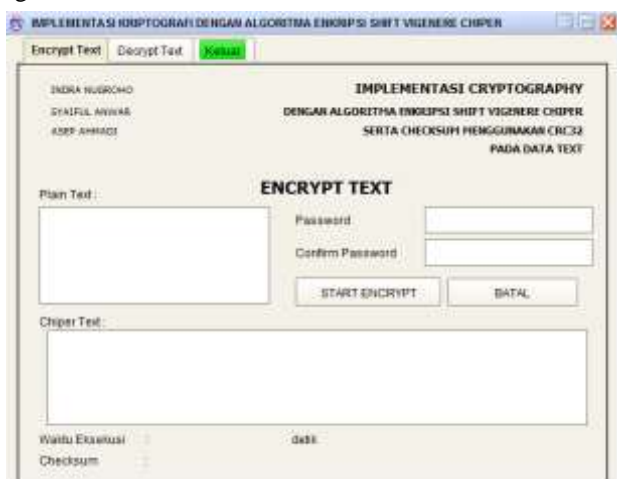 IMPLEMENTASI KRIPTOGRAFI DENGAN ALGORITMA ENKRIPSI SHIFT VIGENERE CHIPER
Encrypt Text Decrypt Text Keluar
INDRA NUGROHO
SYAIFUL ANWAR
ASEP AHMADI
IMPLEMENTASI CRYPTOGRAPHY
DENGAN ALGORITMA ENKRIPSI SHIFT VIGENERE CHIPER
SERTA CHECKSUM MENGGUNAKAN CRC32
PADA DATA TEXT
ENCRYPT TEXT
Plain Text :
Password
Confirm Password
START ENCRYPT BATAL
Chiper Text :
Waktu Eksekusi : detik
Checksum :